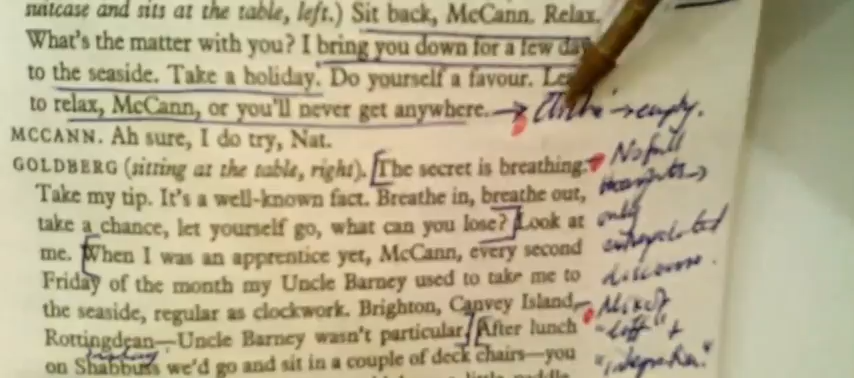 suitcase and sits at the table, left.) Sit back, McCann. Relax.
What's the matter with you? I bring you down for a few da
to the seaside. Take a holiday. Do yourself a favour. Le
to relax, McCann, or you'll never get anywhere. → → empty.
MCCANN. Ah sure, I do try, Nat.
GOLDBERG (sitting at the table, right). [The secret is breathing. No full
Take my tip. It's a well-known fact. Breathe in, breathe out, →
take a chance, let yourself go, what can you lose?] Look at only
me. [When I was an apprentice yet, McCann, every second
Friday of the month my Uncle Barney used to take me to discourse.
the seaside, regular as clockwork. Brighton, Canvey Island,
Rottingdean—Uncle Barney wasn't particular.] [After lunch
on Shabbuss we'd go and sit in a couple of deck chairs—you